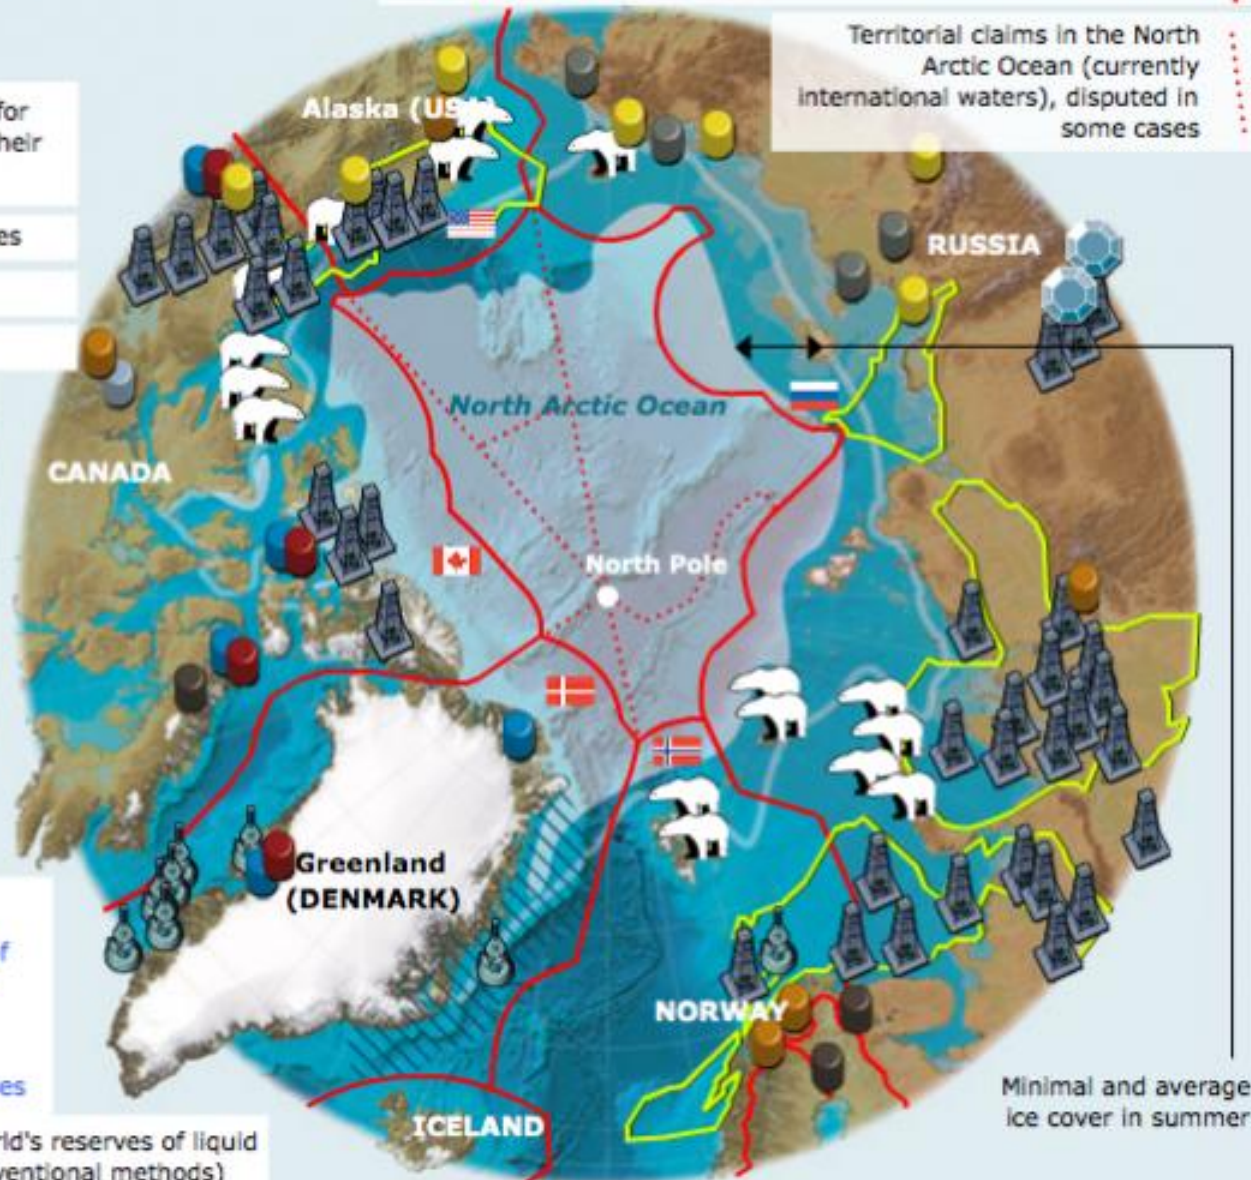 Territorial claims in the North
Arctic Ocean (currently
international waters), disputed in
some cases
for
their
es
Alaska (USA)
RUSSIA
North Arctic Ocean
CANADA
North Pole
Greenland
(DENMARK)
of
es
NORWAY
ICELAND
Minimal and average
ice cover in summer
rld's reserves of liquid
ventional methods)